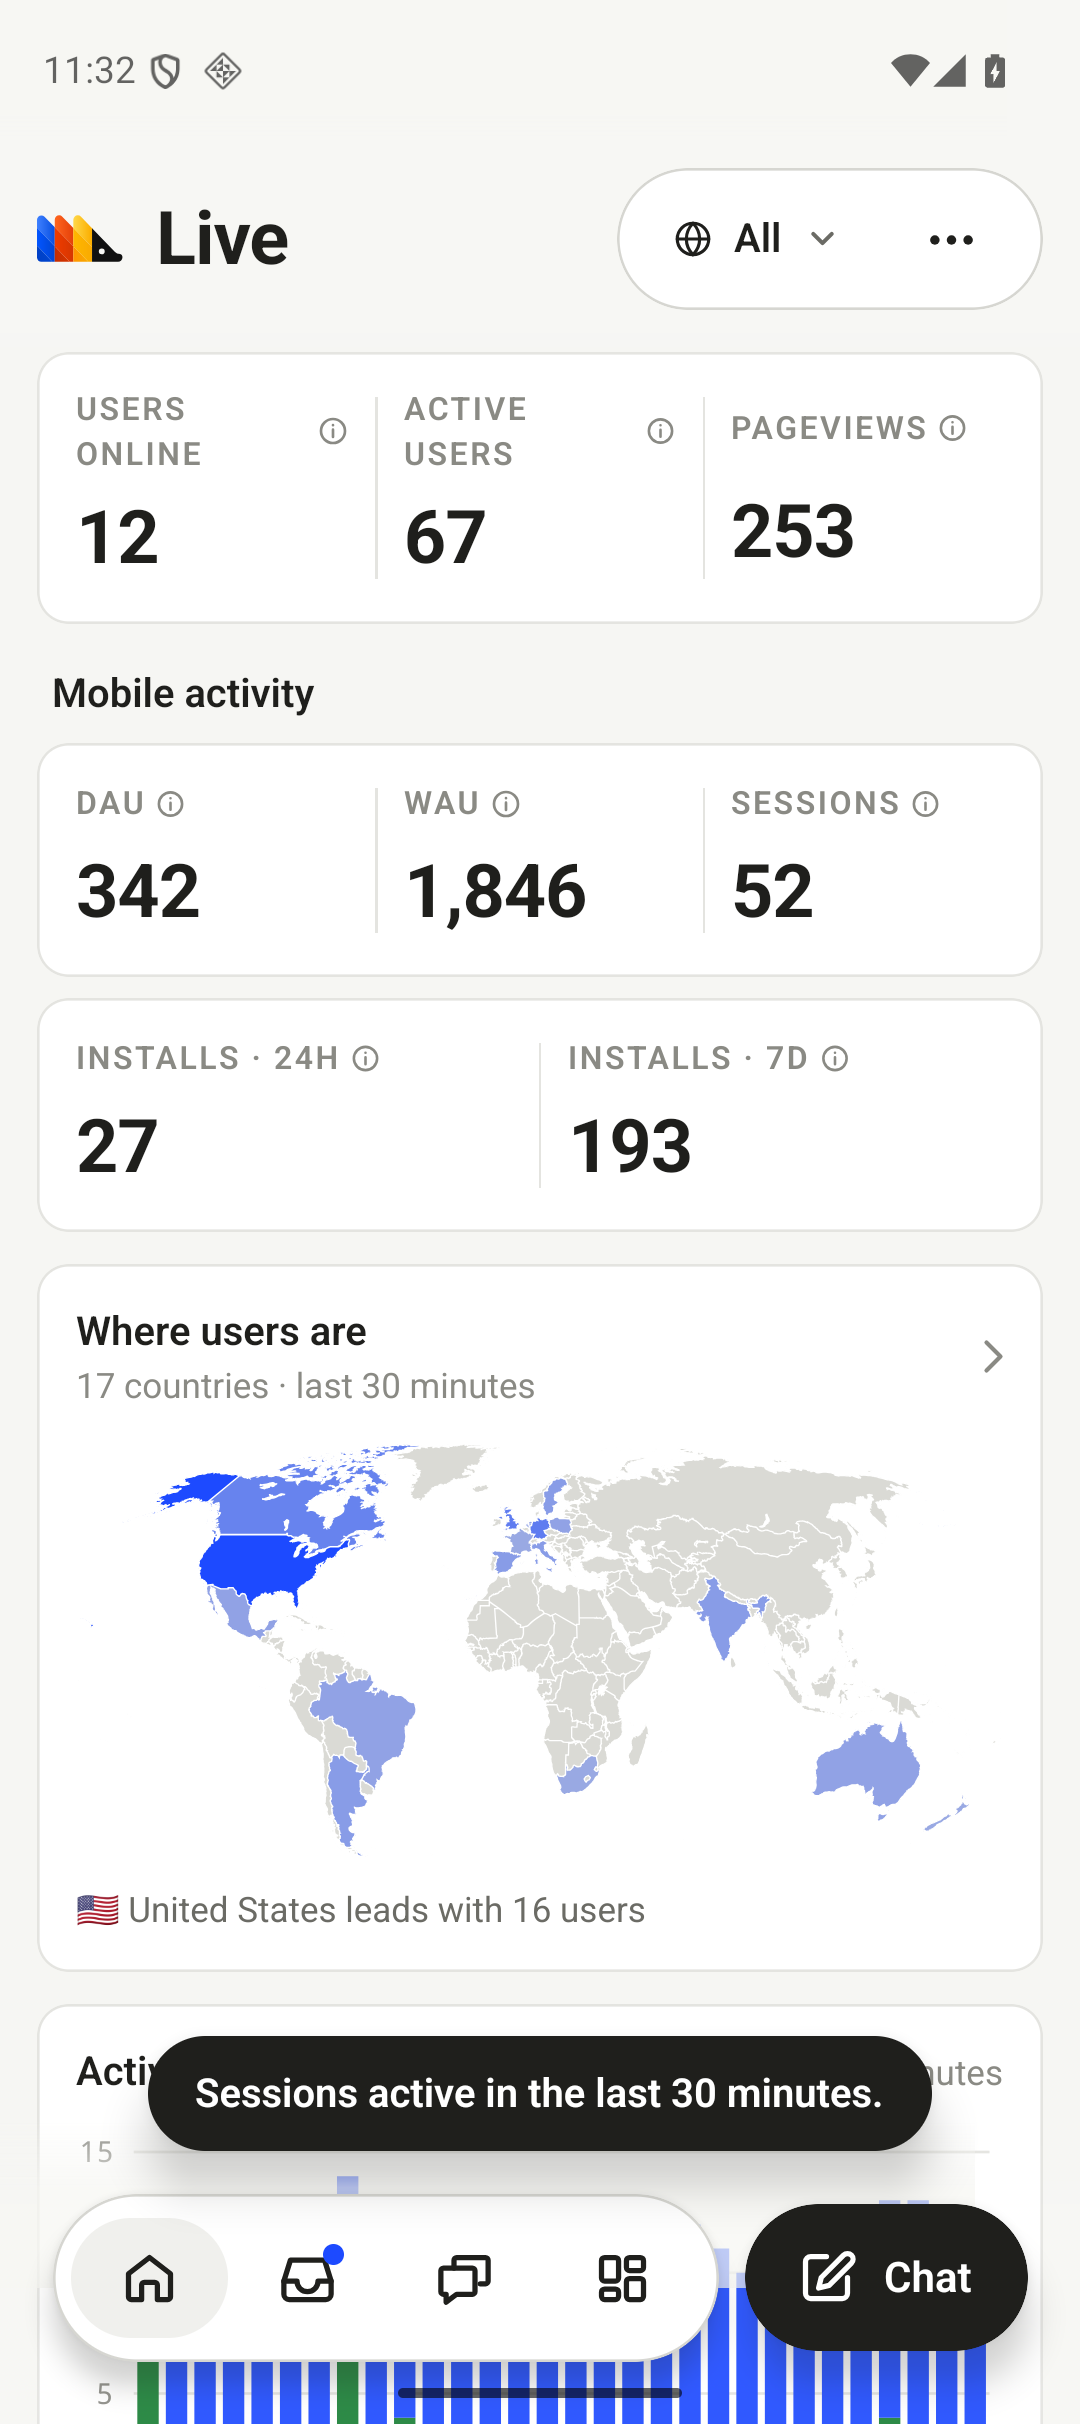 11:32
Live
All
USERS ONLINE
12
ACTIVE USERS
67
PAGEVIEWS
253
Mobile activity
DAU
342
WAU
1,846
SESSIONS
52
INSTALLS · 24H
27
INSTALLS · 7D
193
Where users are
17 countries · last 30 minutes
🇺🇸 United States leads with 16 users
Sessions active in the last 30 minutes.
15
5
Chat